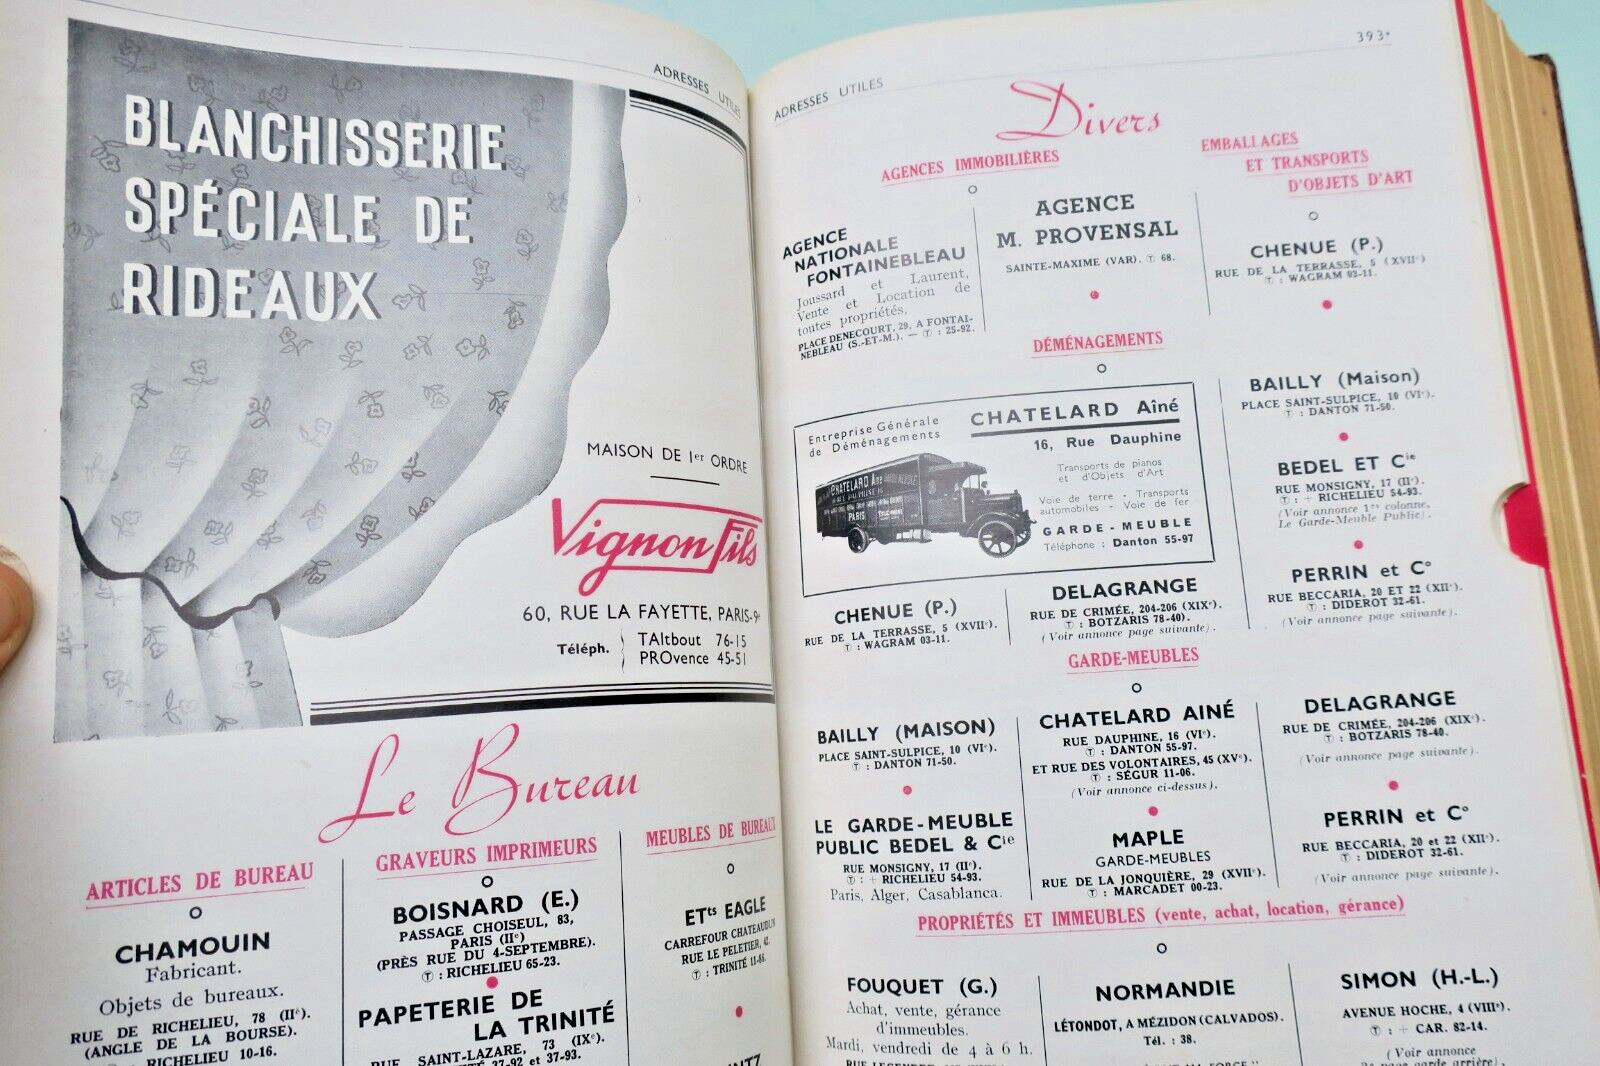 ADRESSES UTILES
BLANCHISSERIE
SPÉCIALE DE
RIDEAUX
MAISON DE 1er ORDRE
Vignon Fils
60, RUE LA FAYETTE, PARIS-9e
Téléph.
TAItbout 76-15
PROvence 45-51
Le Bureau
ARTICLES DE BUREAU
CHAMOUIN
Fabricant.
Objets de bureaux.
RUE DE RICHELIEU, 78 (IIe).
(ANGLE DE LA BOURSE).
RICHELIEU 10-16.
GRAVEURS IMPRIMEURS
BOISNARD (E.)
PASSAGE CHOISEUL, 83,
PARIS (IIe)
(PRÈS RUE DU 4-SEPTEMBRE).
Ⓣ : RICHELIEU 65-23.
PAPETERIE DE
LA TRINITÉ
RUE SAINT-LAZARE, 73 (IXe).
37-92 et 37-93.
MEUBLES DE BUREAUX
ETts EAGLE
CARREFOUR CHATEAUDUN
RUE LE PELETIER, 42.
Ⓣ : TRINITÉ 11-66.
393*
ADRESSES UTILES
Divers
AGENCES IMMOBILIÈRES
AGENCE
NATIONALE
FONTAINEBLEAU
Joussard et Laurent,
Vente et Location de
toutes propriétés,
PLACE DENECOURT, 29, A FONTAI-
NEBLEAU (S.-ET-M.). — Ⓣ : 25-92.
AGENCE
M. PROVENSAL
SAINTE-MAXIME (VAR). Ⓣ 68.
EMBALLAGES
ET TRANSPORTS
D'OBJETS D'ART
CHENUE (P.)
RUE DE LA TERRASSE, 5 (XVIIe)
Ⓣ : WAGRAM 03-11.
DÉMÉNAGEMENTS
Entreprise Générale
de Déménagements
CHATELARD Aîné
16, Rue Dauphine
Transports de pianos
et d'Objets d'Art
Voie de terre - Transports
automobiles - Voie de fer
GARDE-MEUBLE
Téléphone : Danton 55-97
CHATELARD Ainé
PARIS
CHENUE (P.)
RUE DE LA TERRASSE, 5 (XVIIe).
Ⓣ : WAGRAM 03-11.
DELAGRANGE
RUE DE CRIMÉE, 204-206 (XIXe).
Ⓣ : BOTZARIS 78-40).
(Voir annonce page suivante).
BAILLY (Maison)
PLACE SAINT-SULPICE, 10 (VIe).
Ⓣ : DANTON 71-50.
BEDEL ET Cie
RUE MONSIGNY, 17 (IIe).
Ⓣ : + RICHELIEU 54-93.
(Voir annonce 1re colonne,
Le Garde-Meuble Public).
PERRIN et Co
RUE BECCARIA, 20 ET 22 (XIIe).
Ⓣ : DIDEROT 32-61.
(Voir annonce page suivante).
GARDE-MEUBLES
BAILLY (MAISON)
PLACE SAINT-SULPICE, 10 (VIe).
Ⓣ : DANTON 71-50.
LE GARDE-MEUBLE
PUBLIC BEDEL & Cie
RUE MONSIGNY, 17 (IIe).
Ⓣ : + RICHELIEU 54-93.
Paris, Alger, Casablanca.
CHATELARD AINÉ
RUE DAUPHINE, 16 (VIe).
Ⓣ : DANTON 55-97.
ET RUE DES VOLONTAIRES, 45 (XVe).
Ⓣ : SÉGUR 11-06.
(Voir annonce ci-dessus).
MAPLE
GARDE-MEUBLES
RUE DE LA JONQUIÈRE, 29 (XVIIe).
Ⓣ : MARCADET 00-23.
DELAGRANGE
RUE DE CRIMÉE, 204-206 (XIXe).
Ⓣ : BOTZARIS 78-40.
(Voir annonce page suivante).
PERRIN et Co
RUE BECCARIA, 20 et 22 (XIIe).
Ⓣ : DIDEROT 32-61.
(Voir annonce page suivante).
PROPRIÉTÉS ET IMMEUBLES (vente, achat, location, gérance)
FOUQUET (G.)
Achat, vente, gérance
d'immeubles.
Mardi, vendredi de 4 à 6 h.
NORMANDIE
LÉTONDOT, A MÉZIDON (CALVADOS).
Tél. : 38.
SIMON (H.-L.)
AVENUE HOCHE, 4 (VIIIe).
Ⓣ : + CAR. 82-14.
(Voir annonce
page garde arrière).